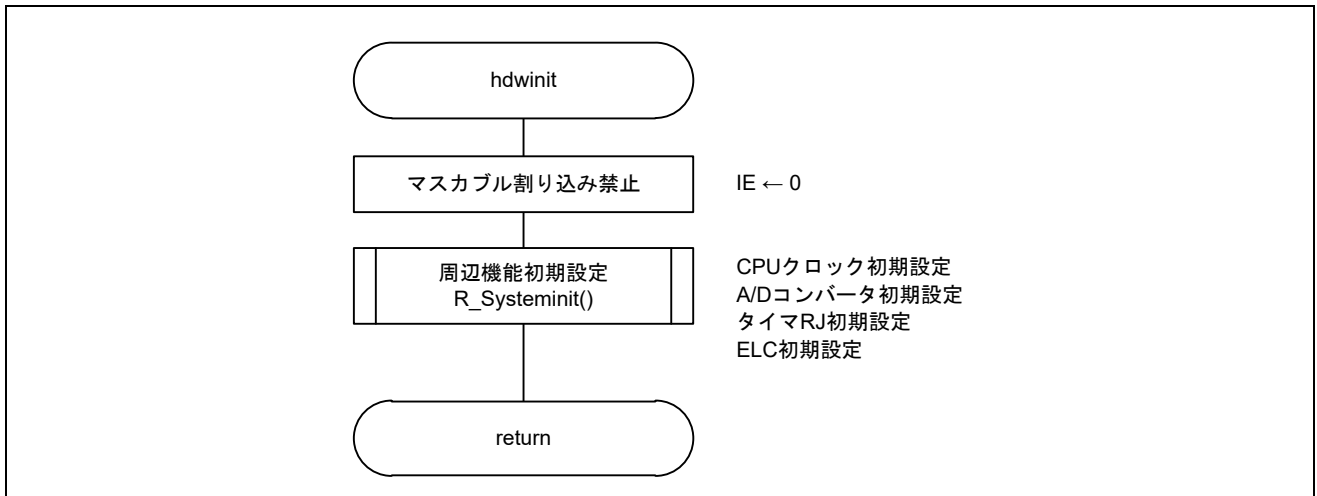 hdwinit
マスカブル割り込み禁止
IE ← 0
周辺機能初期設定
R_Systeminit()
CPUクロック初期設定
A/Dコンバータ初期設定
タイマRJ初期設定
ELC初期設定
return